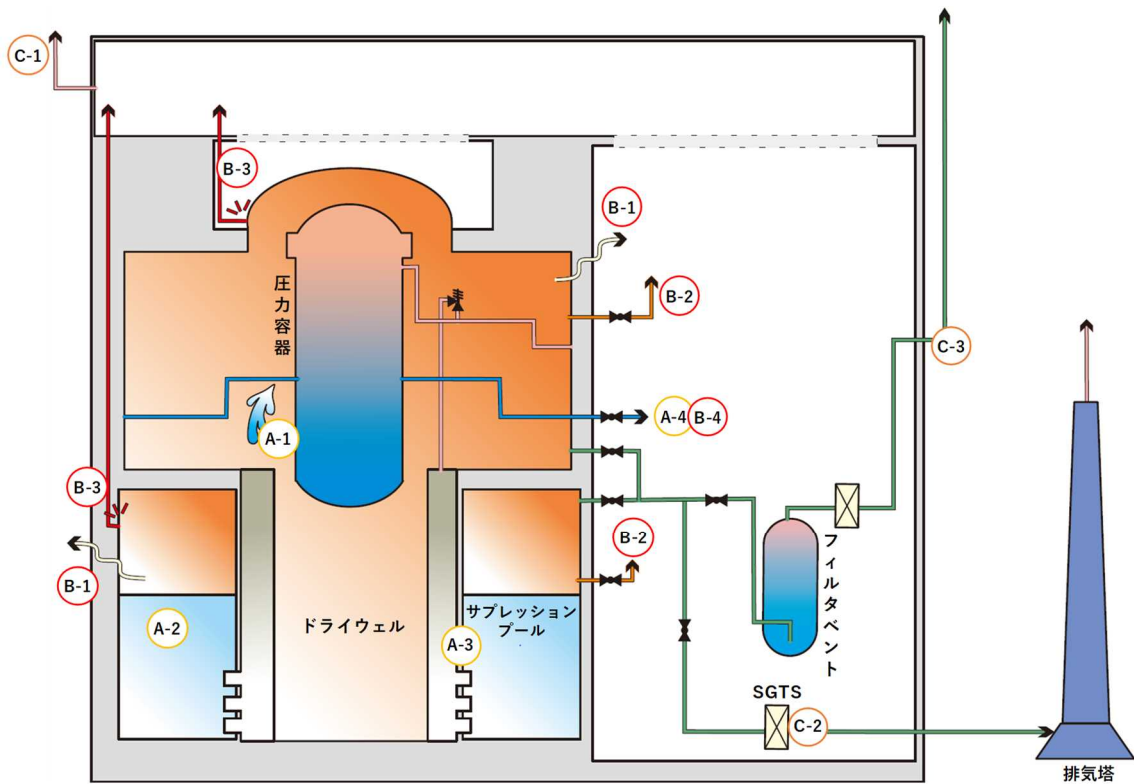 C-1
B-3
B-1
B-2
圧力容器
C-3
A-1
A-4
B-4
B-3
B-2
B-1
A-2
ドライウェル
A-3
サプレッション
プール
フィルタベント
SGTS
C-2
排気塔